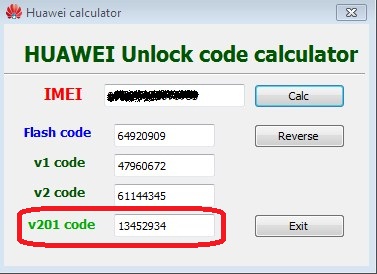 Huawei calculator
HUAWEI Unlock code calculator
IMEI Calc
Flash code 64920909 Reverse
v1 code 47960672
v2 code 61144345
v201 code 13452934 Exit